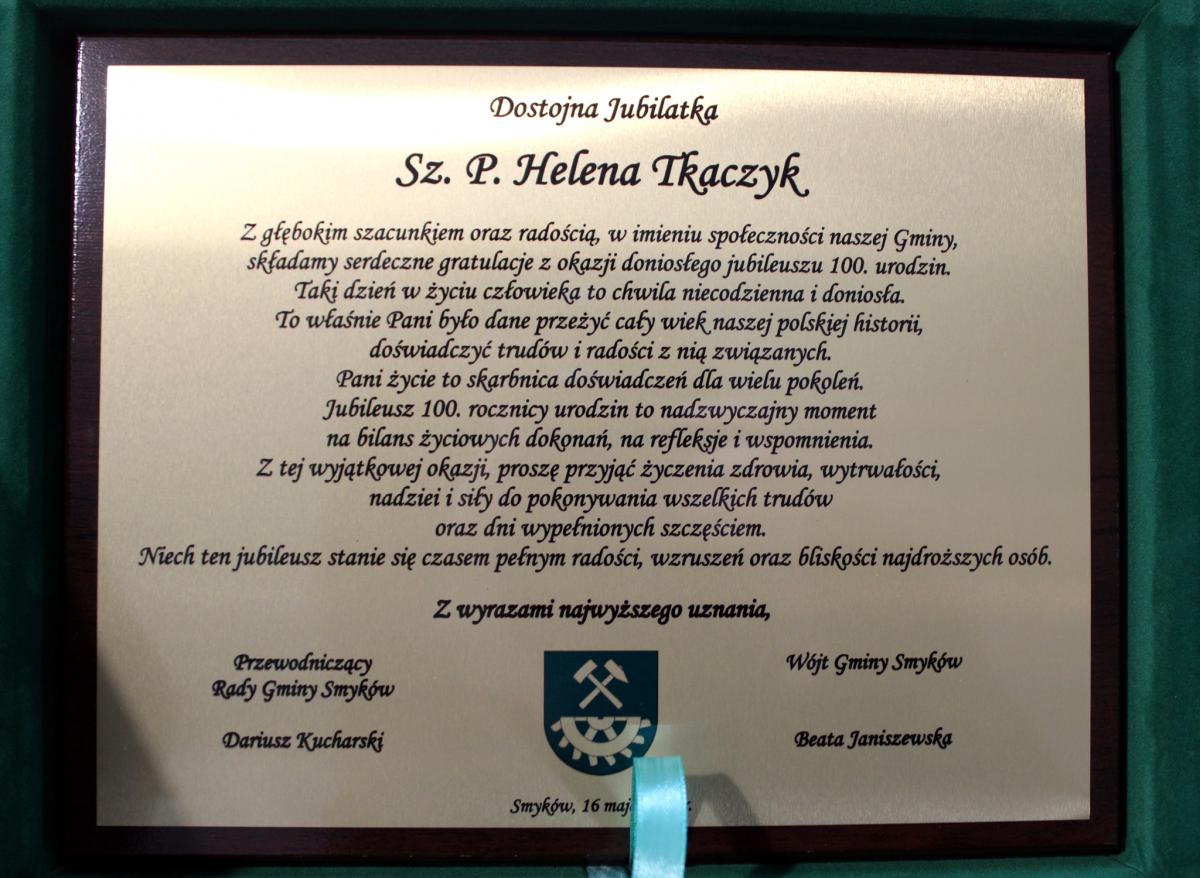 Dostojna Jubilatka
Sz. P. Helena Tkaczyk
Z głębokim szacunkiem oraz radością, w imieniu społeczności naszej Gminy,
składamy serdeczne gratulacje z okazji doniosłego jubileuszu 100. urodzin.
Taki dzień w życiu człowieka to chwila niecodzienna i doniosła.
To właśnie Pani było dane przeżyć cały wiek naszej polskiej historii,
doświadczyć trudów i radości z nią związanych.
Pani życie to skarbnica doświadczeń dla wielu pokoleń.
Jubileusz 100. rocznicy urodzin to nadzwyczajny moment
na bilans życiowych dokonań, na refleksje i wspomnienia.
Z tej wyjątkowej okazji, proszę przyjąć życzenia zdrowia, wytrwałości,
nadziei i siły do pokonywania wszelkich trudów
oraz dni wypełnionych szczęściem.
Niech ten jubileusz stanie się czasem pełnym radości, wzruszeń oraz bliskości najdroższych osób.
Z wyrazami najwyższego uznania,
Przewodniczący
Rady Gminy Smyków
Dariusz Kucharski
Wójt Gminy Smyków
Beata Janiszewska
Smyków, 16